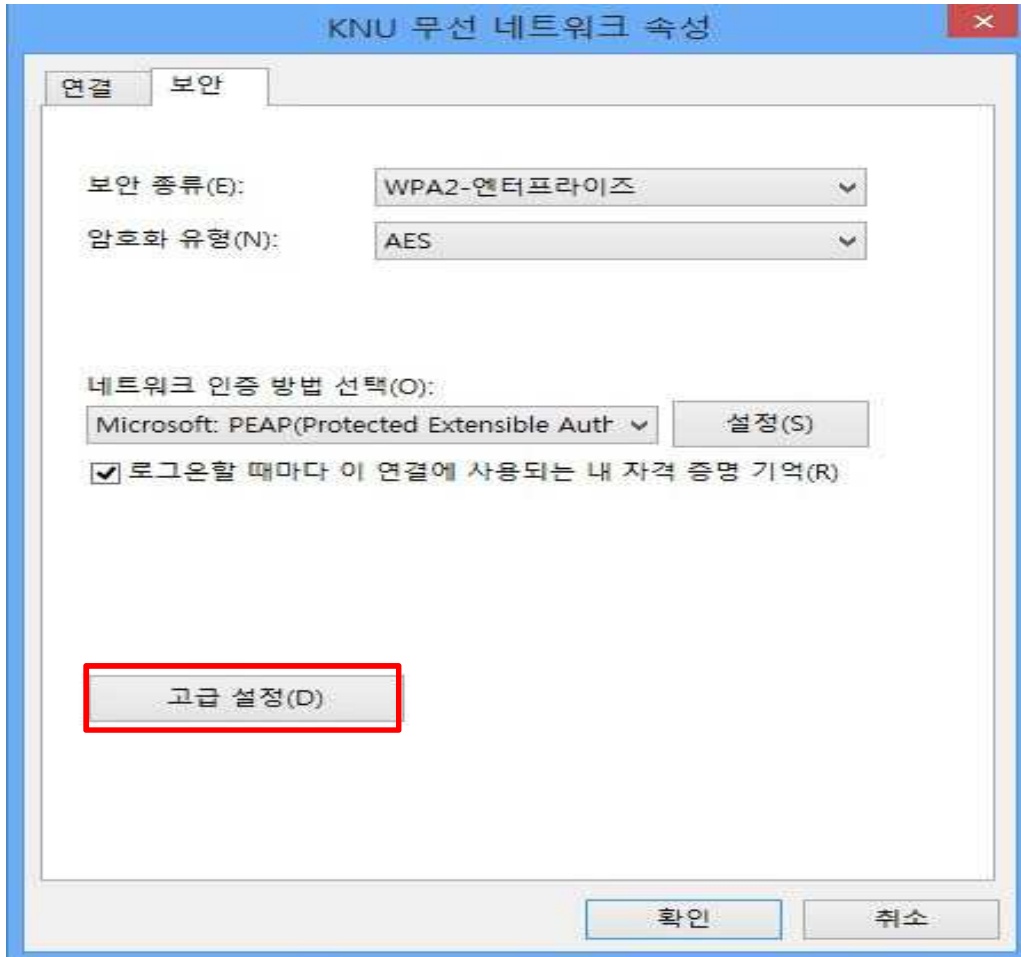 KNU 무선 네트워크 속성
연결 보안
보안 종류(E): WPA2-엔터프라이즈
암호화 유형(N): AES
네트워크 인증 방법 선택(O):
Microsoft: PEAP(Protected Extensible Auth 설정(S)
로그온할 때마다 이 연결에 사용되는 내 자격 증명 기억(R)
고급 설정(D)
확인 취소